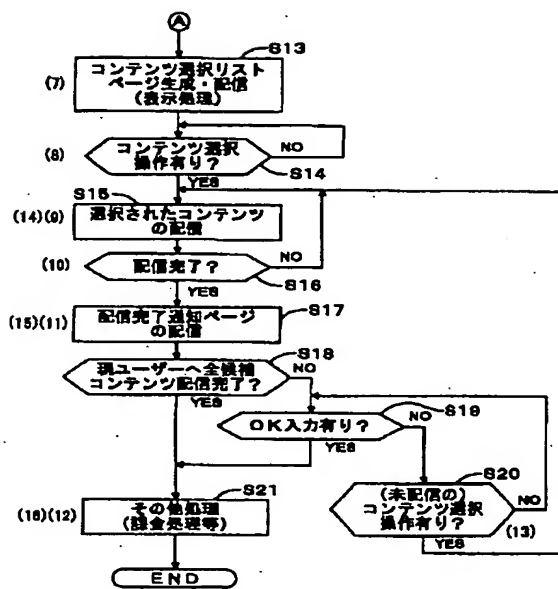 A
S13
コンテンツ選択リスト
ページ生成・配信
(表示処理)
(7)
コンテンツ選択
操作有り?
NO
(8)
S14
YES
S15
選択されたコンテンツ
の配信
(14)(9)
配信完了?
NO
(10)
S16
YES
S17
配信完了通知ページ
の配信
(15)(11)
S18
現ユーザーへ全候補
コンテンツ配信完了?
NO
YES
S19
OK入力有り?
NO
YES
S20
(未配信の)
コンテンツ選択
操作有り?
NO
(13)
YES
S21
その他処理
(課金処理等)
(16)(12)
END